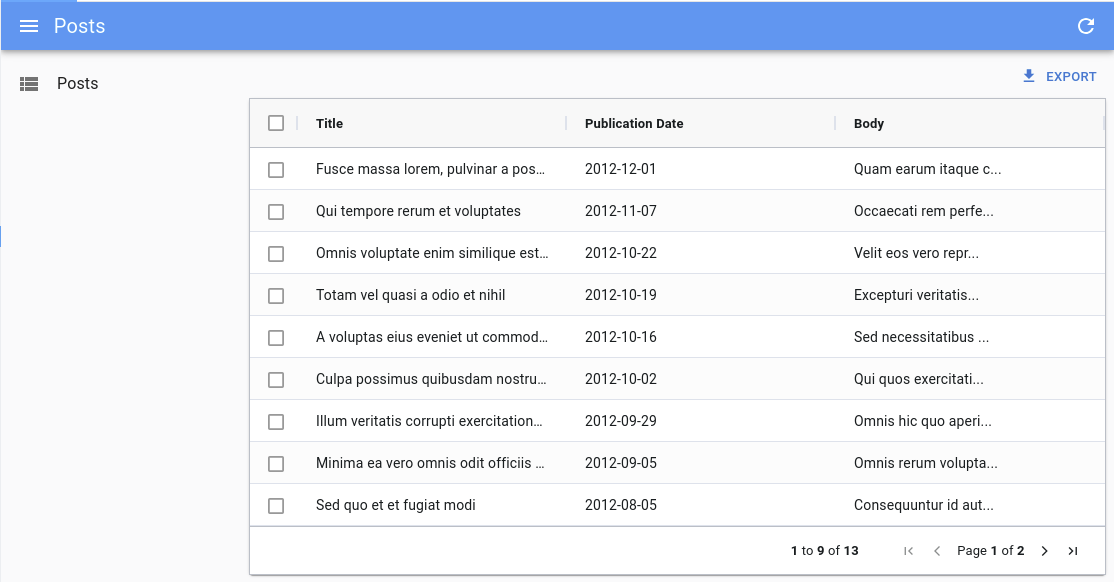 Posts
Posts
EXPORT
Title Publication Date Body
Fusce massa lorem, pulvinar a pos... 2012-12-01 Quam earum itaque c...
Qui tempore rerum et voluptates 2012-11-07 Occaecati rem perfe...
Omnis voluptate enim similique est... 2012-10-22 Velit eos vero repr...
Totam vel quasi a odio et nihil 2012-10-19 Excepturi veritatis...
A voluptas eius eveniet ut commod... 2012-10-16 Sed necessitatibus ...
Culpa possimus quibusdam nostru... 2012-10-02 Qui quos exercitati...
Illum veritatis corrupti exercitation... 2012-09-29 Omnis hic quo aperi...
Minima ea vero omnis odit officiis ... 2012-09-05 Omnis rerum volupta...
Sed quo et et fugiat modi 2012-08-05 Consequuntur id aut...
1 to 9 of 13 Page 1 of 2